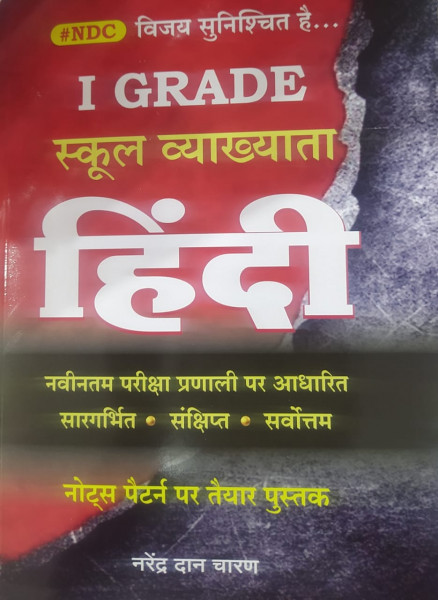 #NDC विजय सुनिश्चित है...
I GRADE
स्कूल व्याख्याता
हिंदी
नवीनतम परीक्षा प्रणाली पर आधारित
सारगर्भित • संक्षिप्त • सर्वोत्तम
नोट्स पैटर्न पर तैयार पुस्तक
नरेंद्र दान चारण